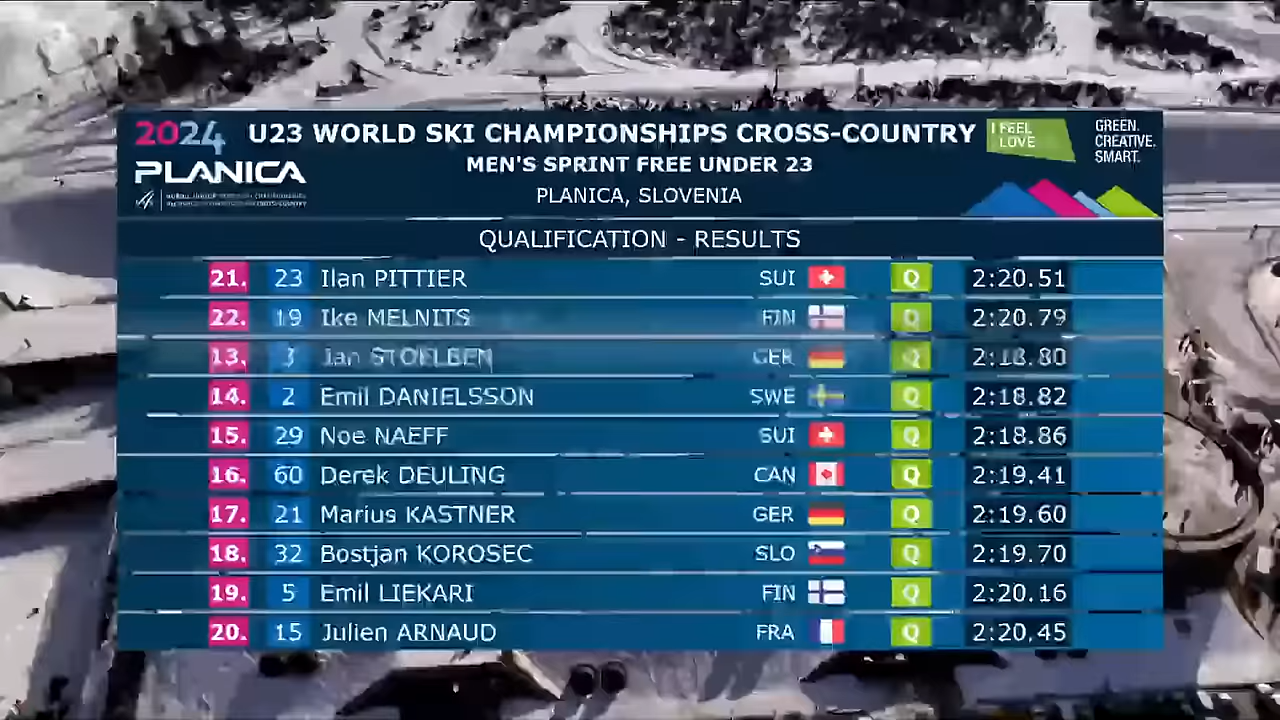 2024 U23 WORLD SKI CHAMPIONSHIPS CROSS-COUNTRY
I FEEL
LOVE
GREEN.
CREATIVE.
SMART.
PLANICA
MEN'S SPRINT FREE UNDER 23
PLANICA, SLOVENIA
QUALIFICATION - RESULTS
21. 23 Ilan PITTIER SUI Q 2:20.51
22. 19 Ike MELNITS FIN Q 2:20.79
13. 3 Jan STOELBEN GER Q 2:18.80
14. 2 Emil DANIELSSON SWE Q 2:18.82
15. 29 Noe NAEFF SUI Q 2:18.86
16. 60 Derek DEULING CAN Q 2:19.41
17. 21 Marius KASTNER GER Q 2:19.60
18. 32 Bostjan KOROSEC SLO Q 2:19.70
19. 5 Emil LIEKARI FIN Q 2:20.16
20. 15 Julien ARNAUD FRA Q 2:20.45